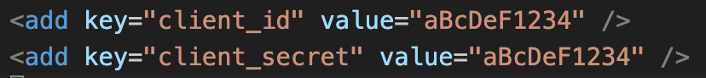 <add key="client_id" value="aBcDeF1234" />
<add key="client_secret" value="aBcDeF1234" />